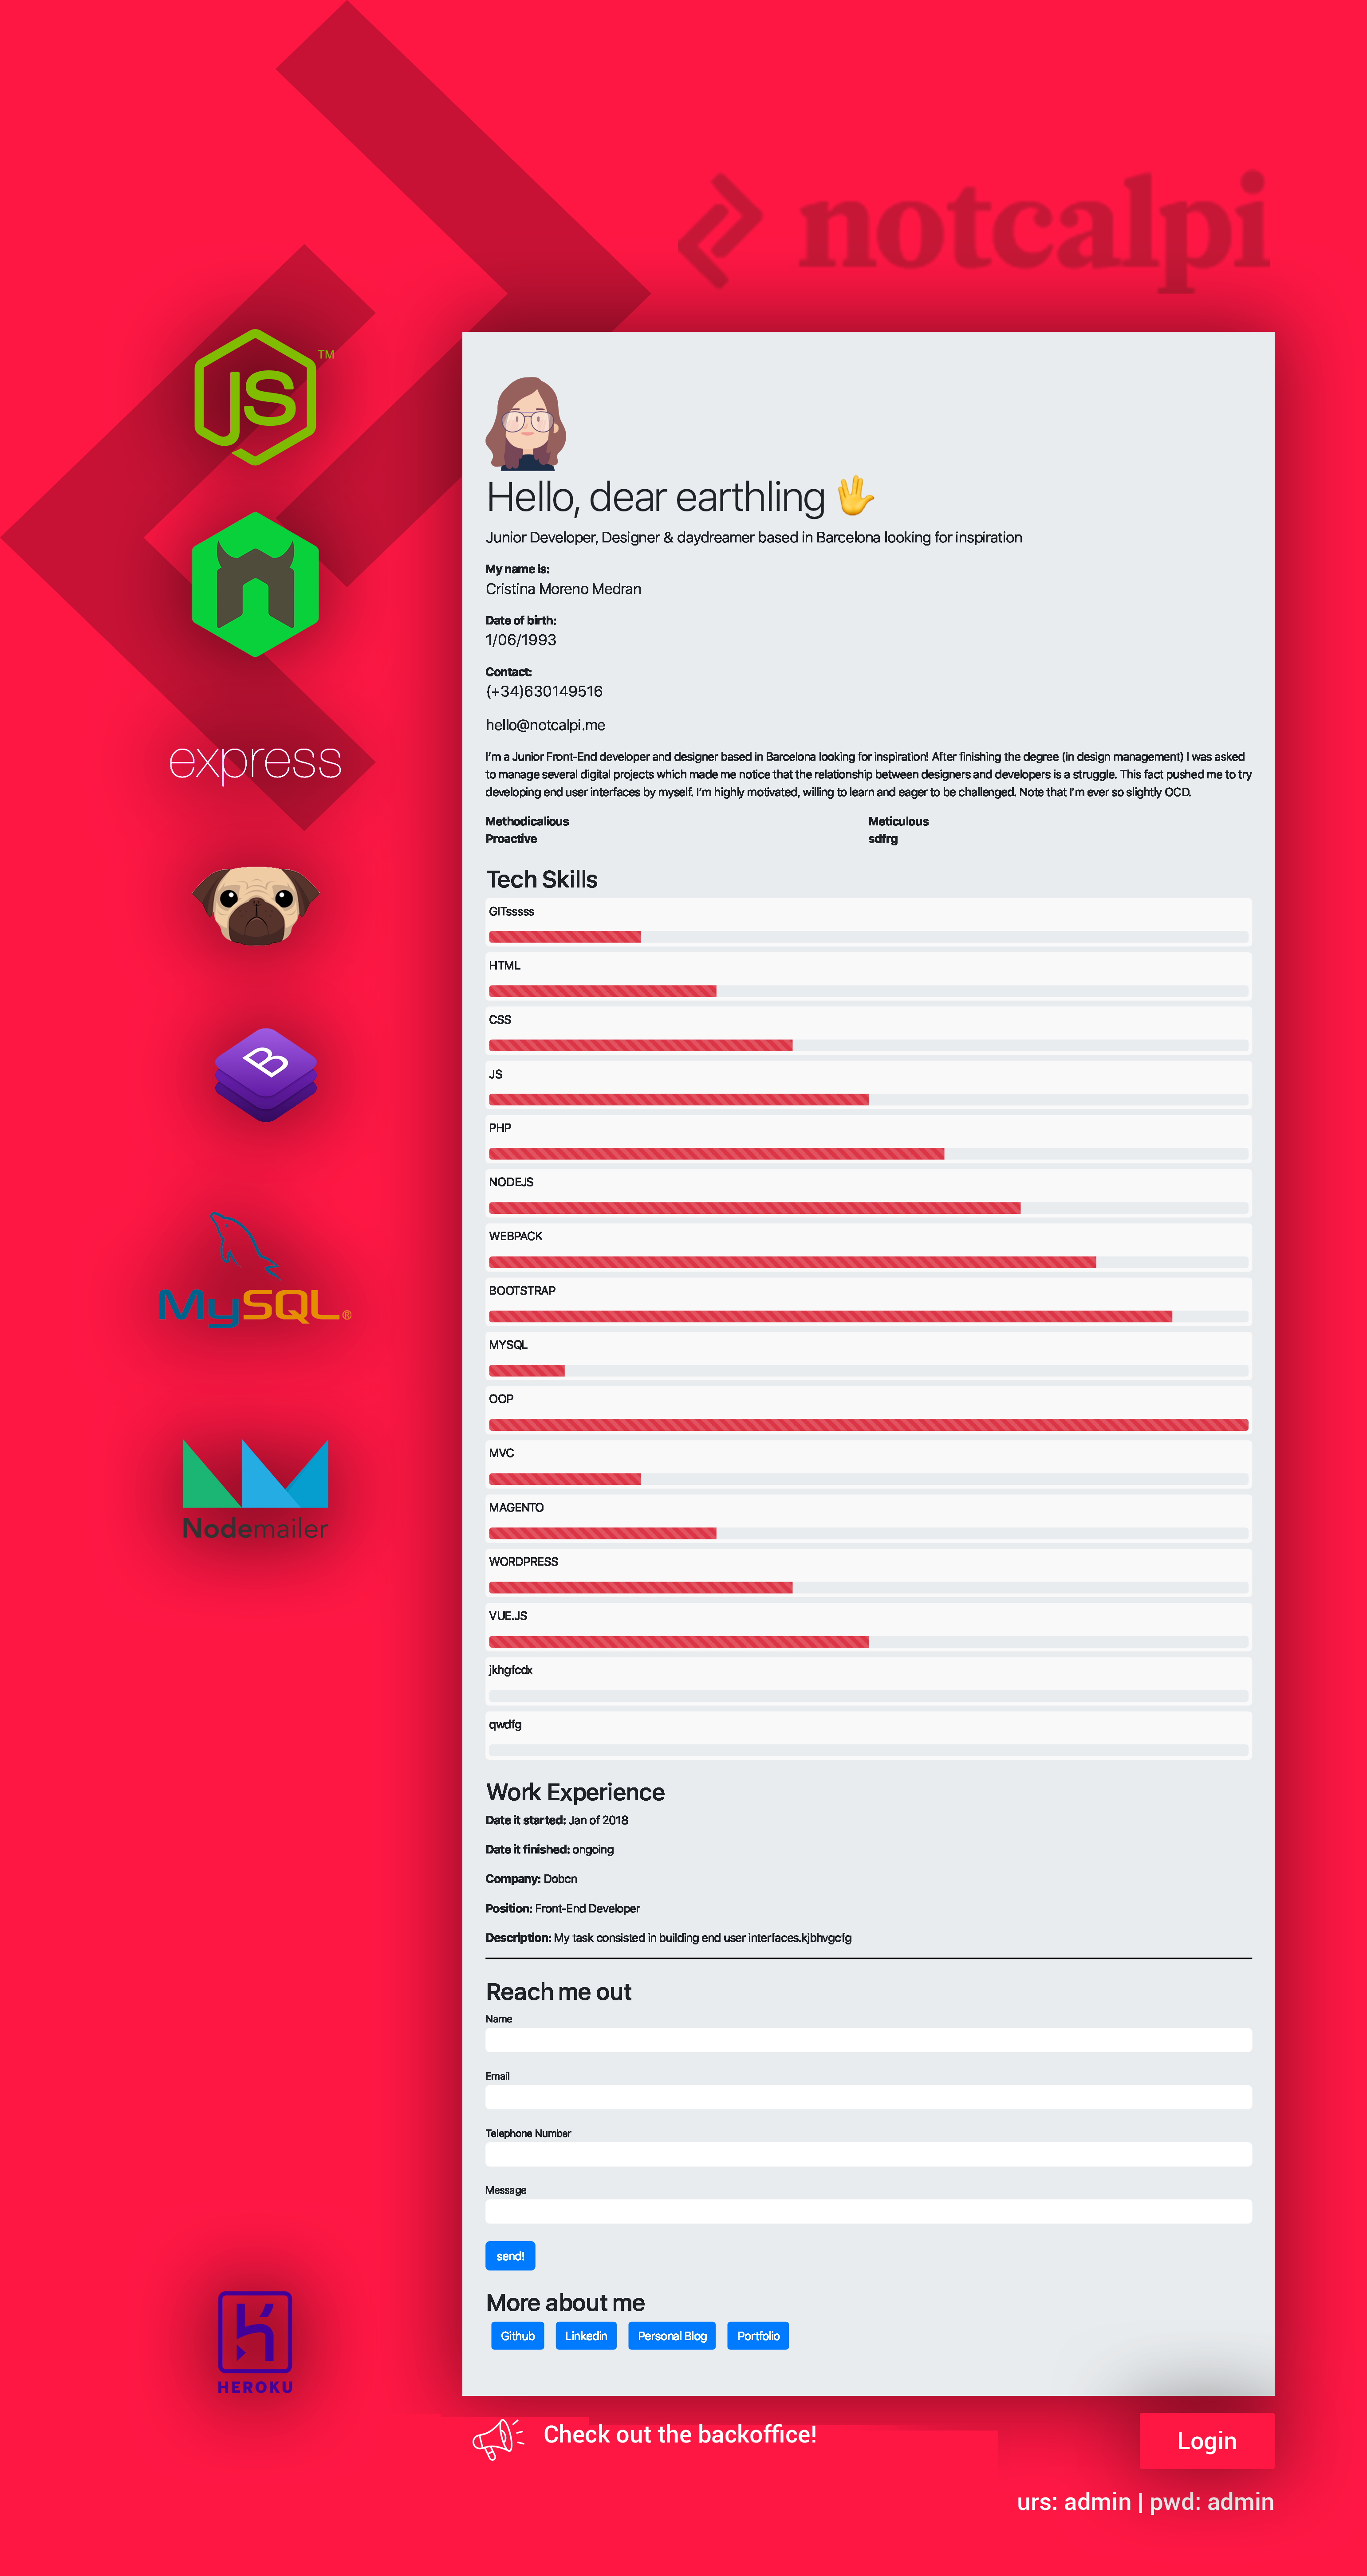 notcalpi
JS TM
express
B
MySQL®
Nodemailer
HEROKU
Hello, dear earthling 🖖
Junior Developer, Designer & daydreamer based in Barcelona looking for inspiration
My name is:
Cristina Moreno Medran
Date of birth:
1/06/1993
Contact:
(+34)630149516
hello@notcalpi.me
I'm a Junior Front-End developer and designer based in Barcelona looking for inspiration! After finishing the degree (in design management) I was asked
to manage several digital projects which made me notice that the relationship between designers and developers is a struggle. This fact pushed me to try
developing end user interfaces by myself. I'm highly motivated, willing to learn and eager to be challenged. Note that I'm ever so slightly OCD.
Methodicalious Meticulous
Proactive sdfrg
Tech Skills
GITsssss
HTML
CSS
JS
PHP
NODEJS
WEBPACK
BOOTSTRAP
MYSQL
OOP
MVC
MAGENTO
WORDPRESS
VUE.JS
jkhgfcdx
qwdfg
Work Experience
Date it started: Jan of 2018
Date it finished: ongoing
Company: Dobcn
Position: Front-End Developer
Description: My task consisted in building end user interfaces.kjbhvgcfg
Reach me out
Name
Email
Telephone Number
Message
send!
More about me
Github Linkedin Personal Blog Portfolio
Check out the backoffice!
Login
urs: admin | pwd: admin